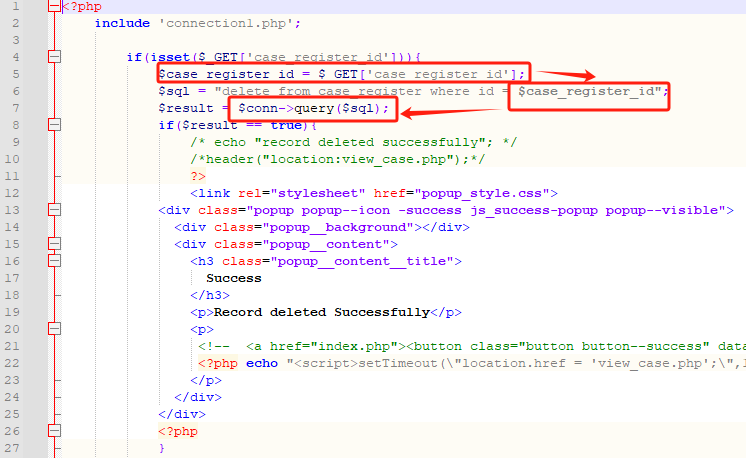 1 <?php
2 include 'connection1.php';
3
4 if(isset($_GET['case_register_id'])){
5 $case_register_id = $_GET['case_register_id'];
6 $sql = "delete from case_register where id = $case_register_id";
7 $result = $conn->query($sql);
8 if($result == true){
9 /* echo "record deleted successfully"; */
10 /*header("location:view_case.php");*/
11 ?>
12 <link rel="stylesheet" href="popup_style.css">
13 <div class="popup popup--icon -success js_success-popup popup--visible">
14 <div class="popup__background"></div>
15 <div class="popup__content">
16 <h3 class="popup__content__title">
17 Success
18 </h3>
19 <p>Record deleted Successfully</p>
20 <p>
21 <!-- <a href="index.php"><button class="button button--success" data
22 <?php echo "<script>setTimeout(\"location.href = 'view_case.php';\",
23 </p>
24 </div>
25 </div>
26 <?php
27 }